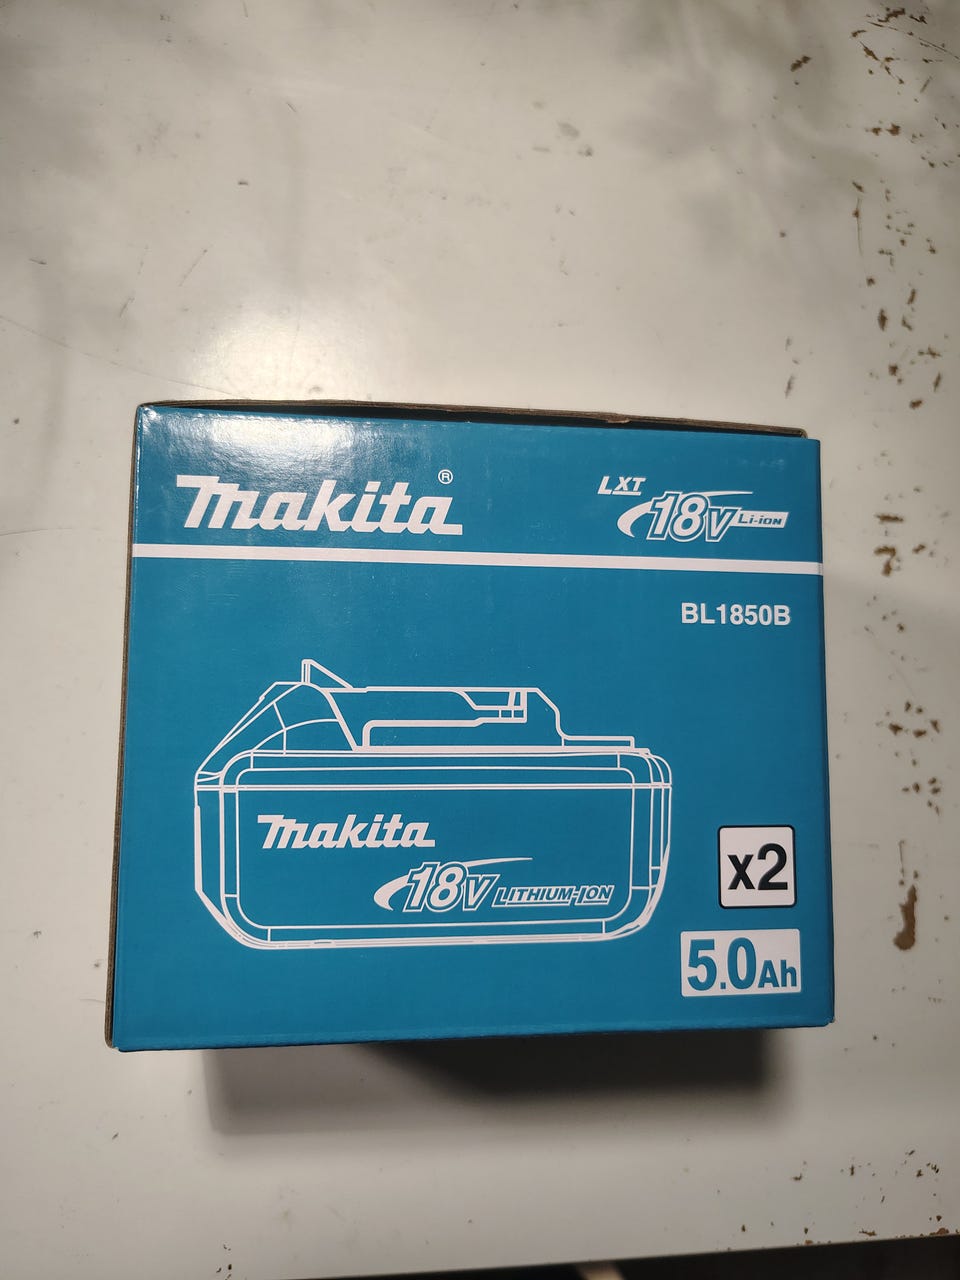 makita®
LXT
18V Li-ion
BL1850B
makita
18V LITHIUM-ION
x2
5.0Ah